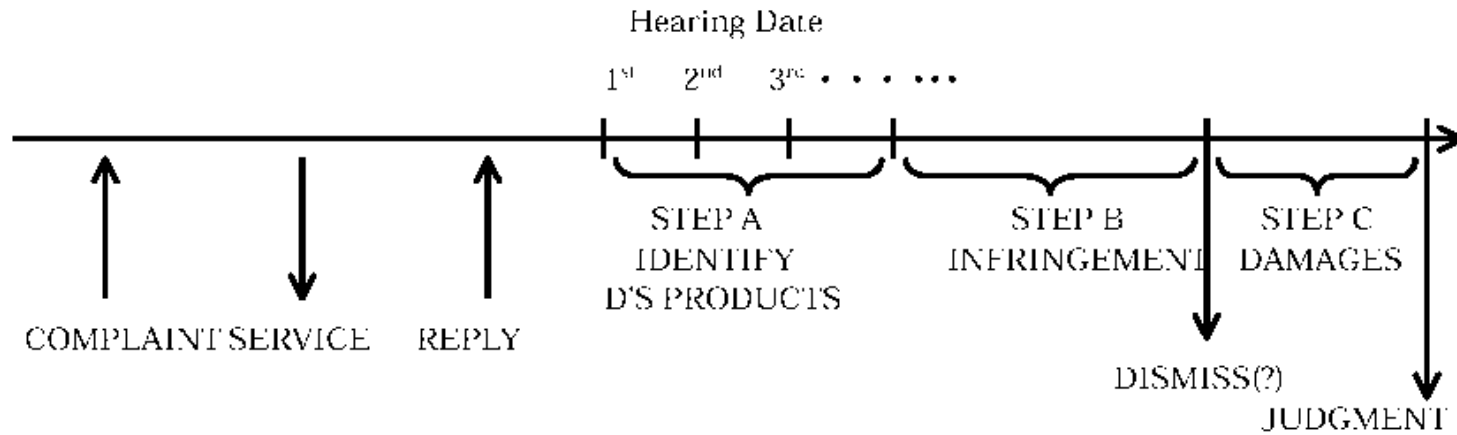 Hearing Date
1st 2nd 3rd • • • •••
STEP A
IDENTIFY
D'S PRODUCTS
STEP B
INFRINGEMENT
STEP C
DAMAGES
COMPLAINT SERVICE REPLY
DISMISS(?)
JUDGMENT